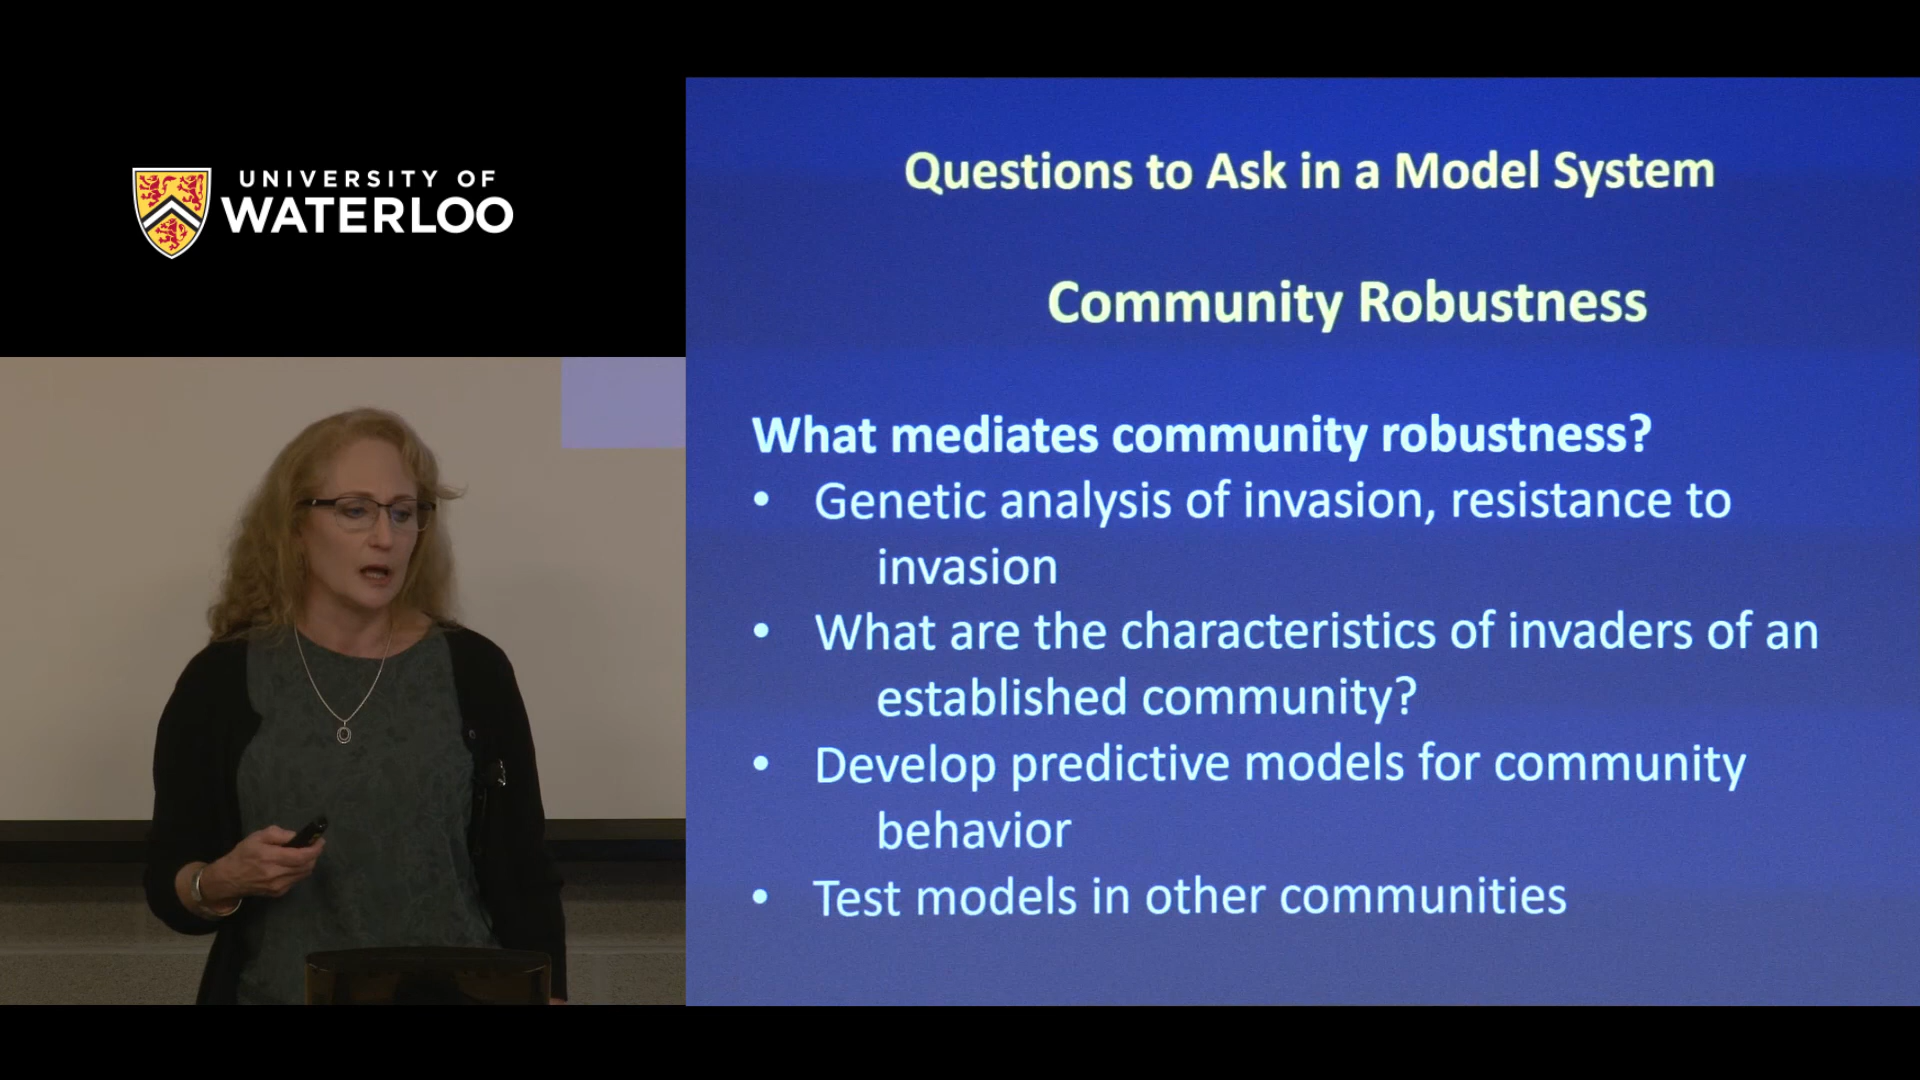 UNIVERSITY OF
WATERLOO
Questions to Ask in a Model System
Community Robustness
What mediates community robustness?
• Genetic analysis of invasion, resistance to
invasion
• What are the characteristics of invaders of an
established community?
• Develop predictive models for community
behavior
• Test models in other communities